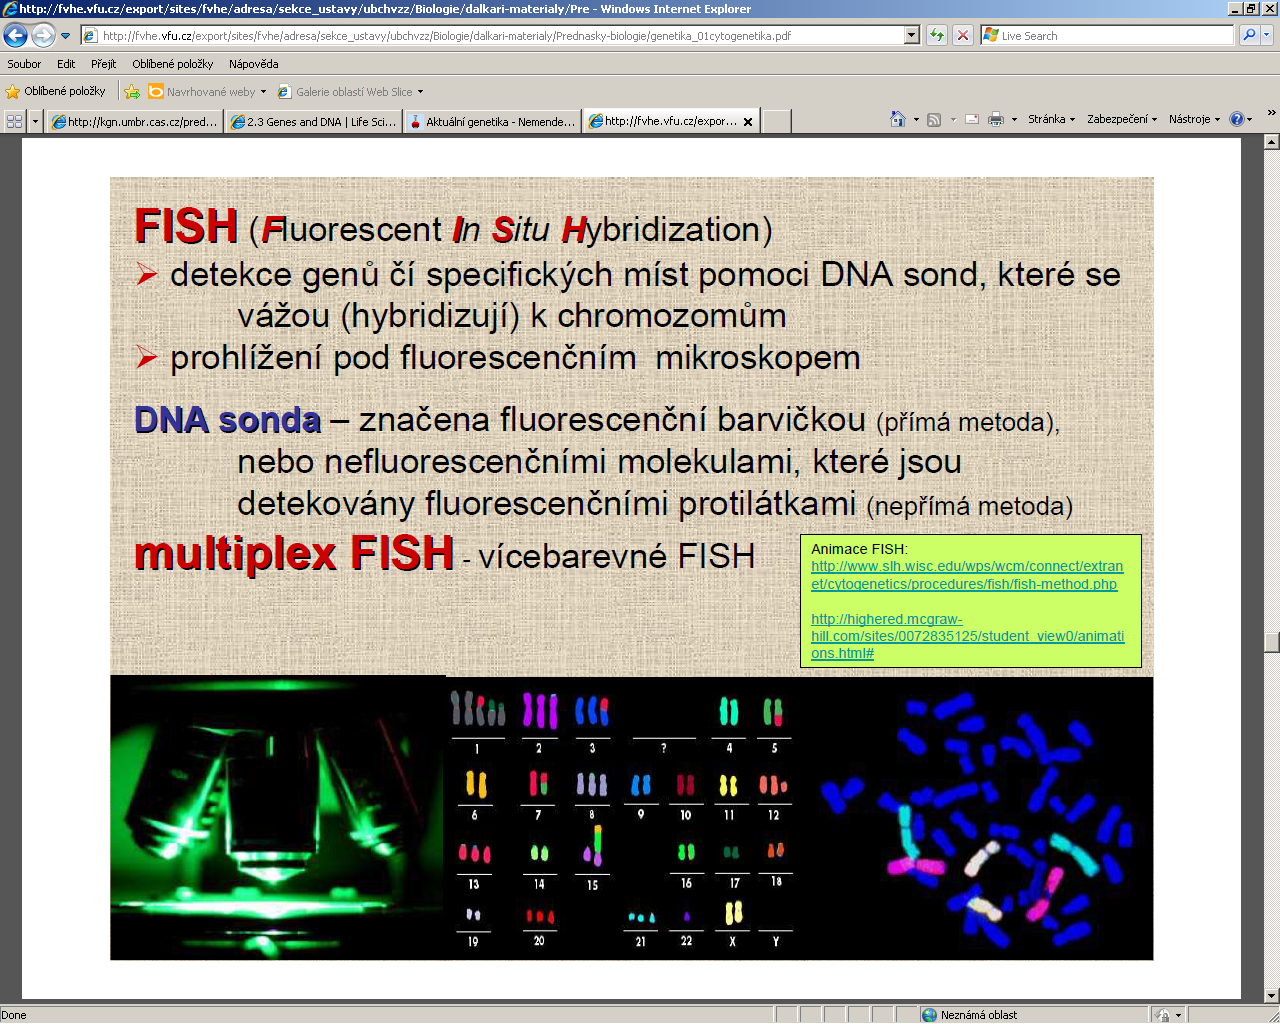 http://fvhe.vfu.cz/export/sites/fvhe/adresa/sekce_ustavy/ubchvzz/Biologie/dalkari-materialy/Pre - Windows Internet Explorer
http://fvhe.vfu.cz/export/sites/fvhe/adresa/sekce_ustavy/ubchvzz/Biologie/dalkari-materialy/Prednasky-biologie/genetika_01cytogenetika.pdf
Live Search
Soubor Edit Přejít Oblíbené položky Nápověda
Oblíbené položky Navrhované weby Galerie oblastí Web Slice
http://kgn.umbr.cas.cz/pred... 2.3 Genes and DNA | Life Sci... Aktuální genetika - Nemende... http://fvhe.vfu.cz/expor... Stránka Zabezpečení Nástroje
FISH (Fluorescent In Situ Hybridization)
detekce genů čí specifických míst pomoci DNA sond, které se
vážou (hybridizují) k chromozomům
prohlížení pod fluorescenčním mikroskopem
DNA sonda – značena fluorescenční barvičkou (přímá metoda),
nebo nefluorescenčními molekulami, které jsou
detekovány fluorescenčními protilátkami (nepřímá metoda)
multiplex FISH - vícebarevné FISH
Animace FISH:
http://www.slh.wisc.edu/wps/wcm/connect/extran
et/cytogenetics/procedures/fish/fish-method.php
http://highered.mcgraw-
hill.com/sites/0072835125/student_view0/animati
ons.html#
1 2 3 ? 4 5
6 7 8 9 10 11 12
13 14 15 16 17 18
19 20 21 22 X Y
Done
Neznámá oblast